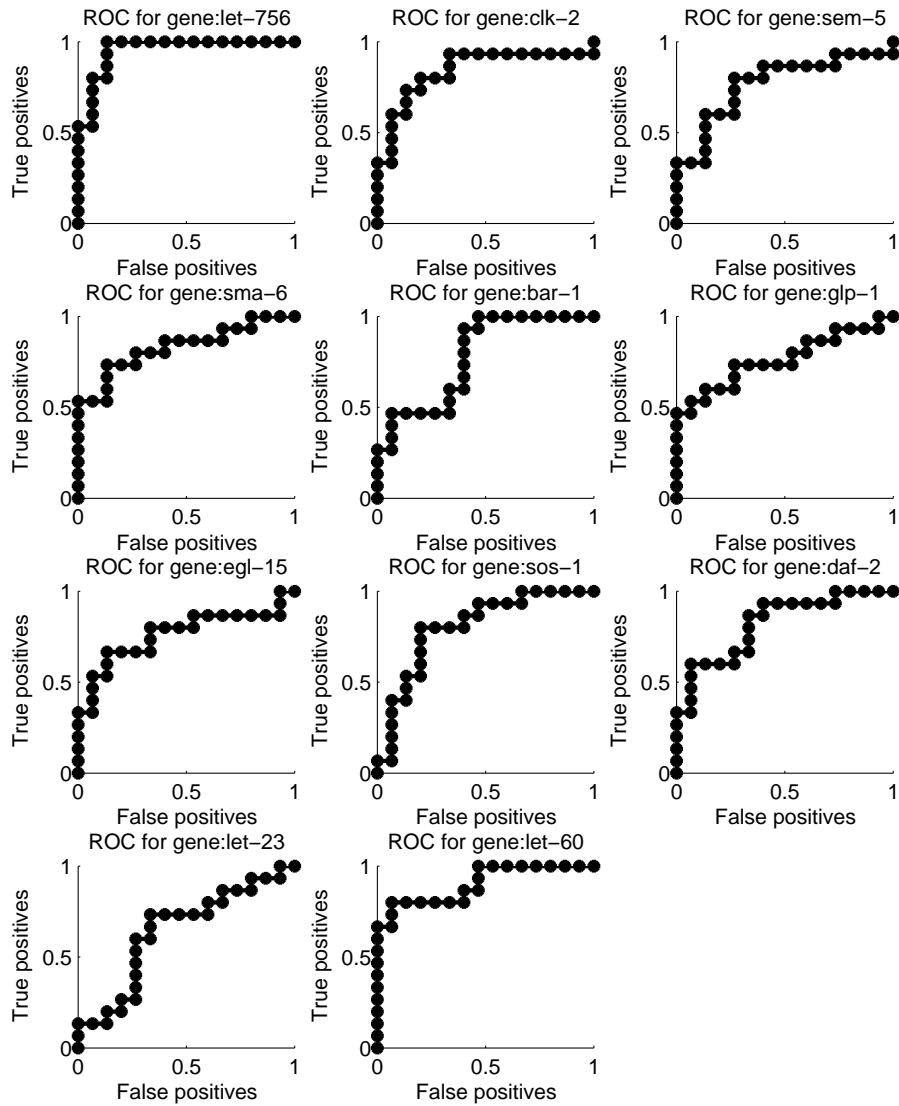 ROC for gene:let−756
1
0.5
0
0
0.5
1
True positives
False positives
ROC for gene:clk−2
1
0.5
0
0
0.5
1
True positives
False positives
ROC for gene:sem−5
1
0.5
0
0
0.5
1
True positives
False positives
ROC for gene:sma−6
1
0.5
0
0
0.5
1
True positives
False positives
ROC for gene:bar−1
1
0.5
0
0
0.5
1
True positives
False positives
ROC for gene:glp−1
1
0.5
0
0
0.5
1
True positives
False positives
ROC for gene:egl−15
1
0.5
0
0
0.5
1
True positives
False positives
ROC for gene:sos−1
1
0.5
0
0
0.5
1
True positives
False positives
ROC for gene:daf−2
1
0.5
0
0
0.5
1
True positives
False positives
ROC for gene:let−23
1
0.5
0
0
0.5
1
True positives
False positives
ROC for gene:let−60
1
0.5
0
0
0.5
1
True positives
False positives